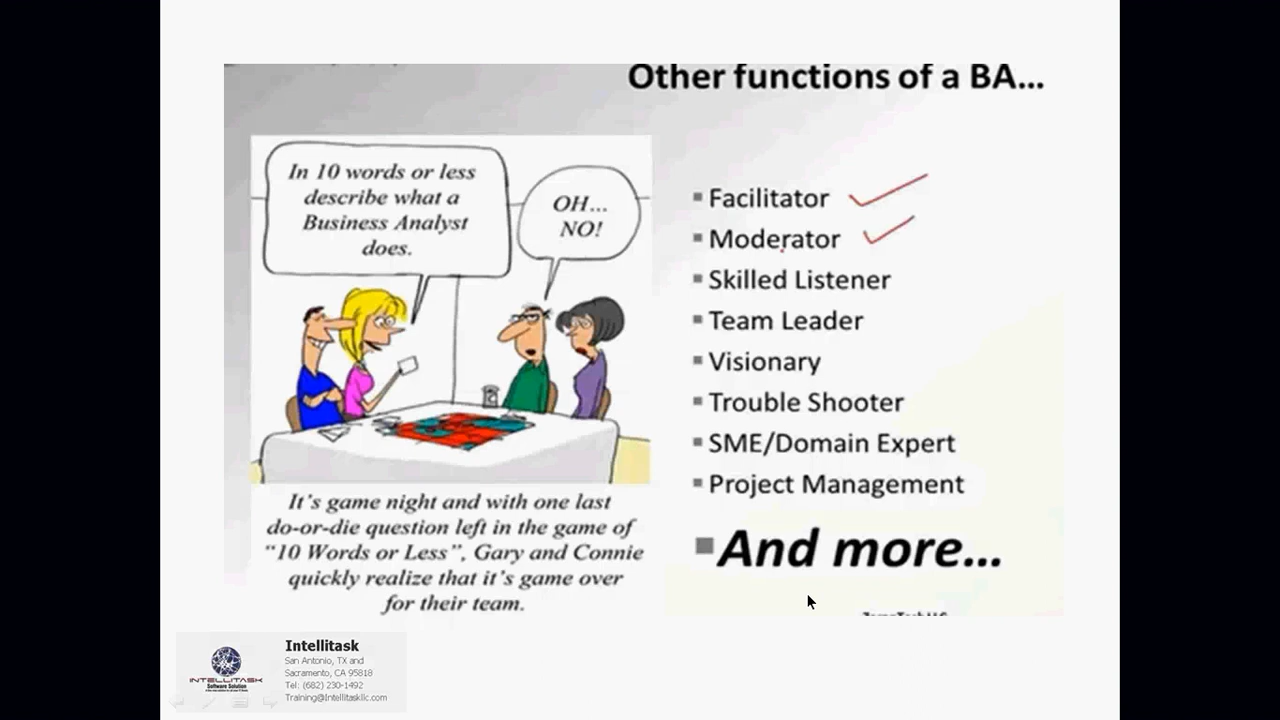 Other functions of a BA...
In 10 words or less
describe what a
Business Analyst
does.
OH...
NO!
It's game night and with one last
do-or-die question left in the game of
"10 Words or Less", Gary and Connie
quickly realize that it's game over
for their team.
▪ Facilitator
▪ Moderator
▪ Skilled Listener
▪ Team Leader
▪ Visionary
▪ Trouble Shooter
▪ SME/Domain Expert
▪ Project Management
▪ And more...
INTELLITASK
Software Solution
Intellitask
San Antonio, TX and
Sacramento, CA 95818
Tel: (682) 230-1492
Training@Intellitaskllc.com